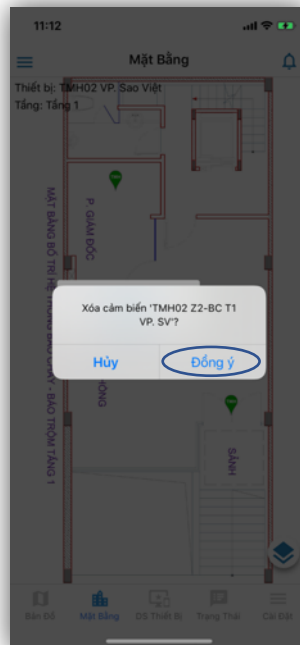 11:12
Mặt Bằng
Thiết bị: TMH02 VP. Sao Việt
Tầng: Tầng 1
P. GIÁM ĐỐC
Xóa cảm biến 'TMH02 Z2-BC T1
VP. SV'?
Hủy
Đồng ý
SẢNH
Bản Đồ
Mặt Bằng
DS Thiết Bị
Trạng Thái
Cài Đặt